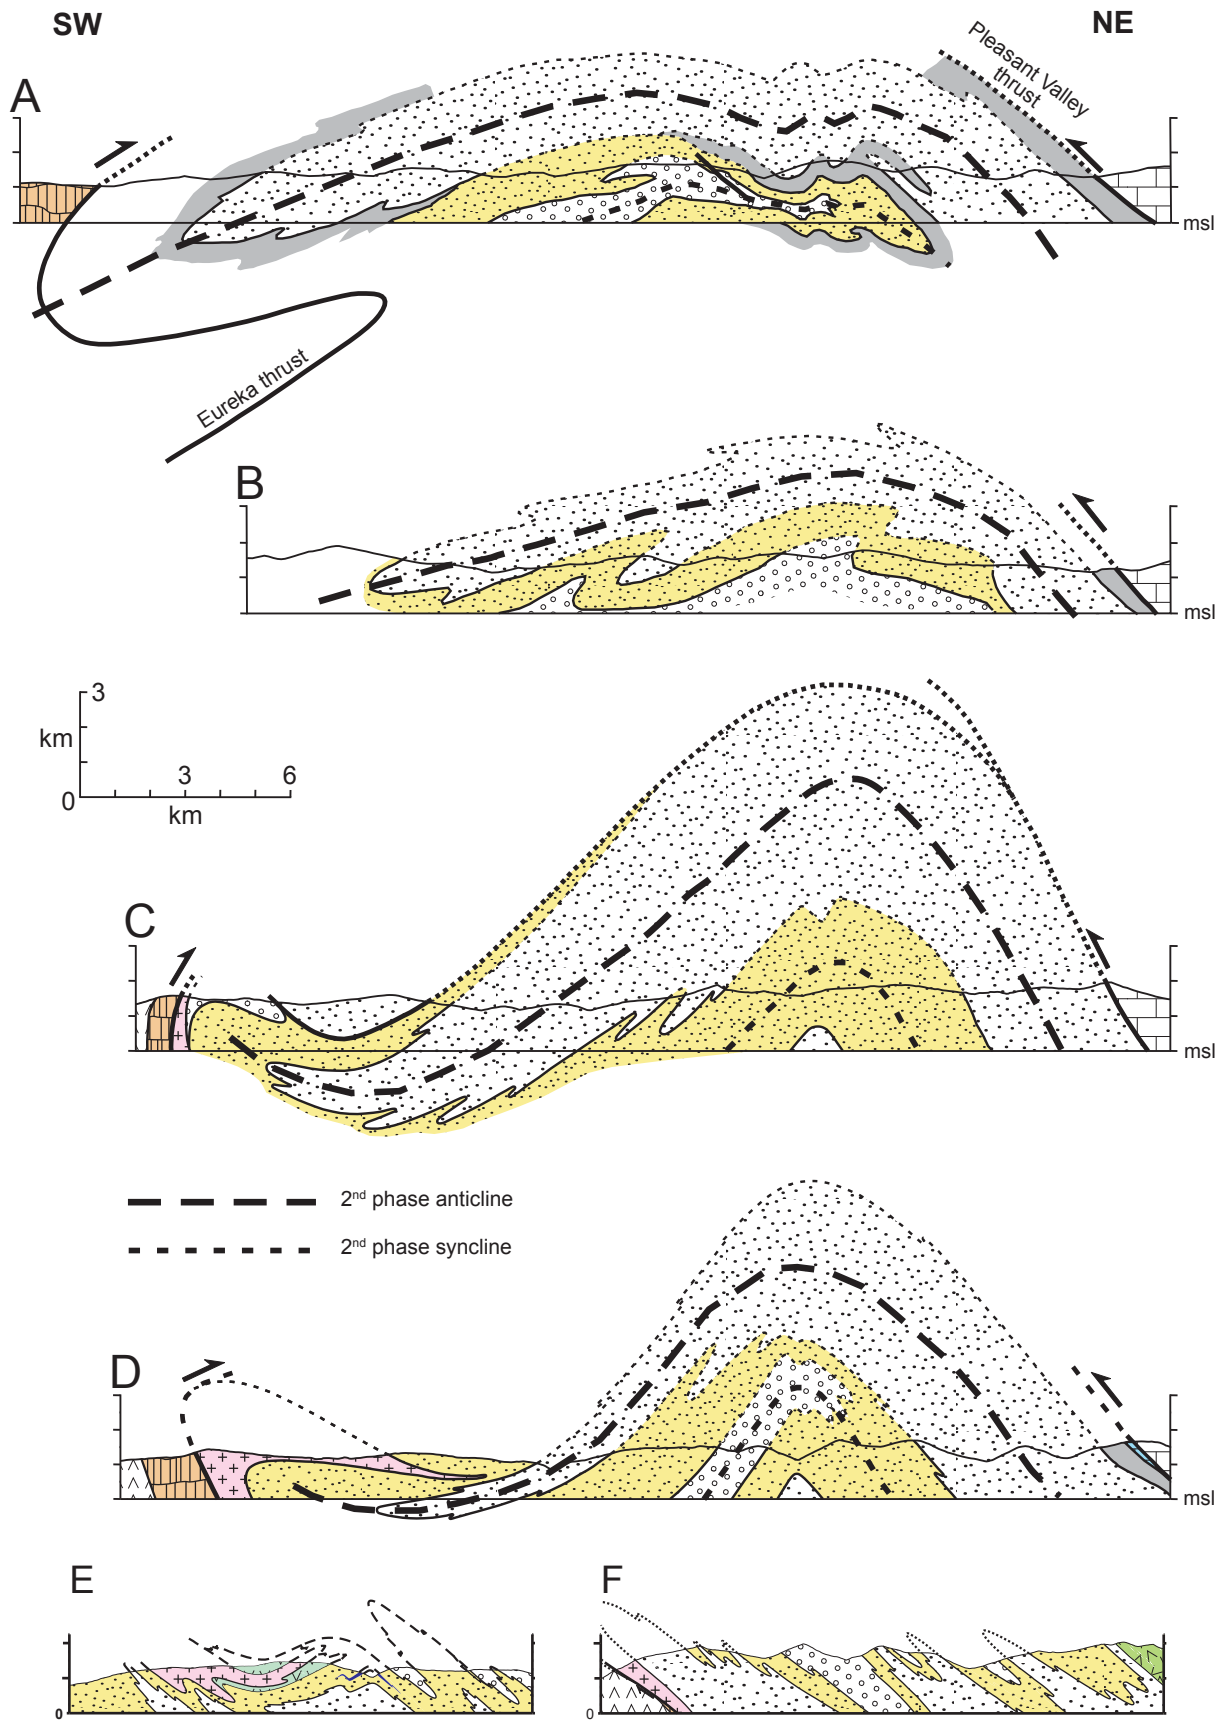 SW
NE
Pleasant Valley
thrust
A
msl
Eureka thrust
B
msl
3
km
3
6
0
km
C
msl
2nd phase anticline
2nd phase syncline
D
msl
E
F
0
0